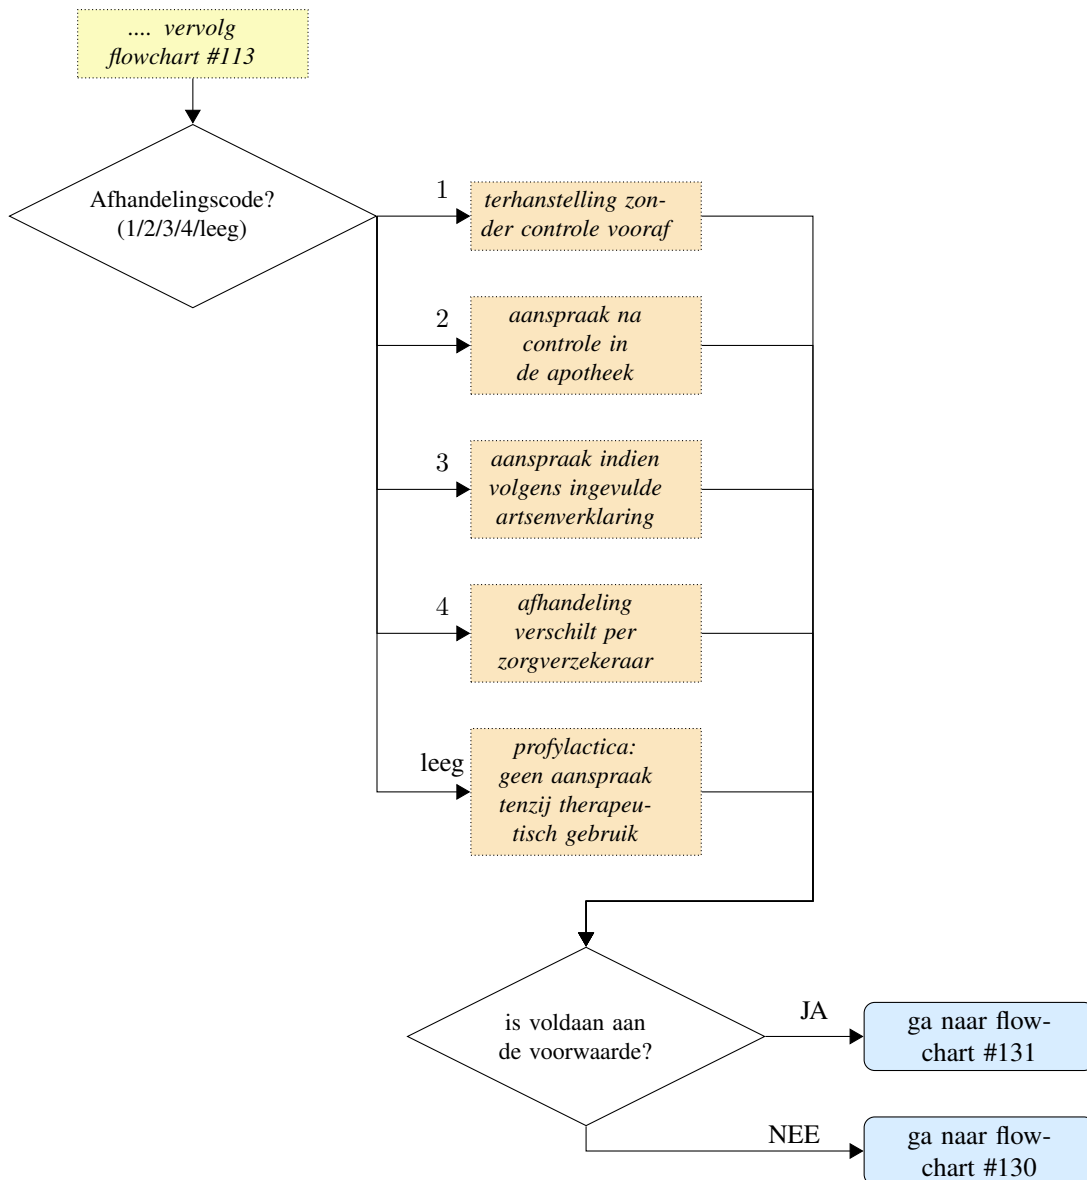 .... vervolg
flowchart #113
Afhandelingscode?
(1/2/3/4/leeg)
1
terhanstelling zon-
der controle vooraf
2
aanspraak na
controle in
de apotheek
3
aanspraak indien
volgens ingevulde
artsenverklaring
4
afhandeling
verschilt per
zorgverzekeraar
leeg
profylactica:
geen aanspraak
tenzij therapeu-
tisch gebruik
is voldaan aan
de voorwaarde?
JA
ga naar flow-
chart #131
NEE
ga naar flow-
chart #130